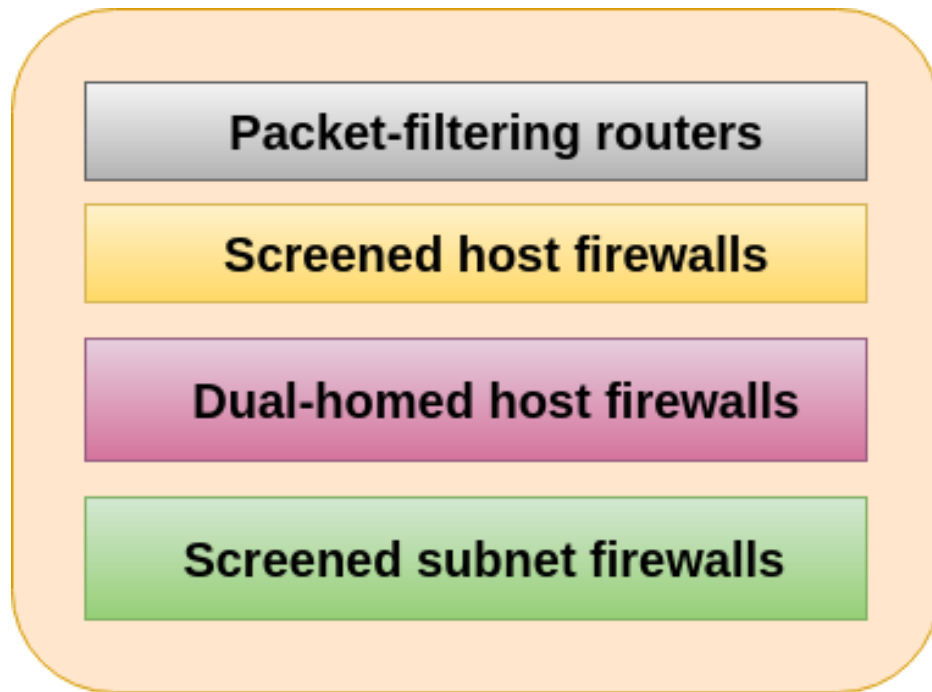 Packet-filtering routers
Screened host firewalls
Dual-homed host firewalls
Screened subnet firewalls